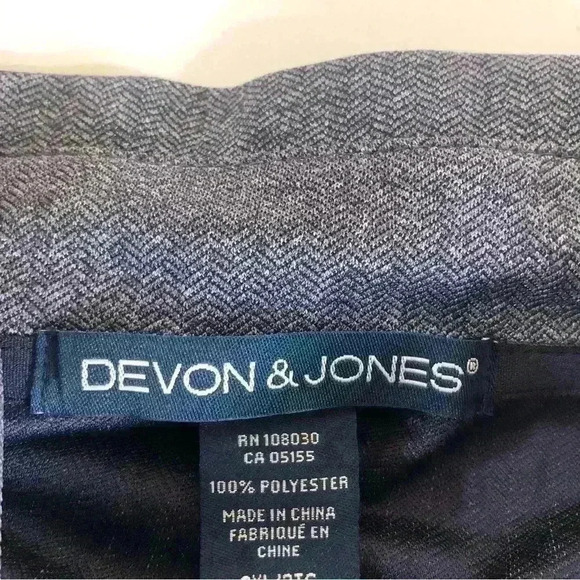 DEVON & JONES®
RN 108030
CA 05155
100% POLYESTER
MADE IN CHINA
FABRIQUÉ EN
CHINE